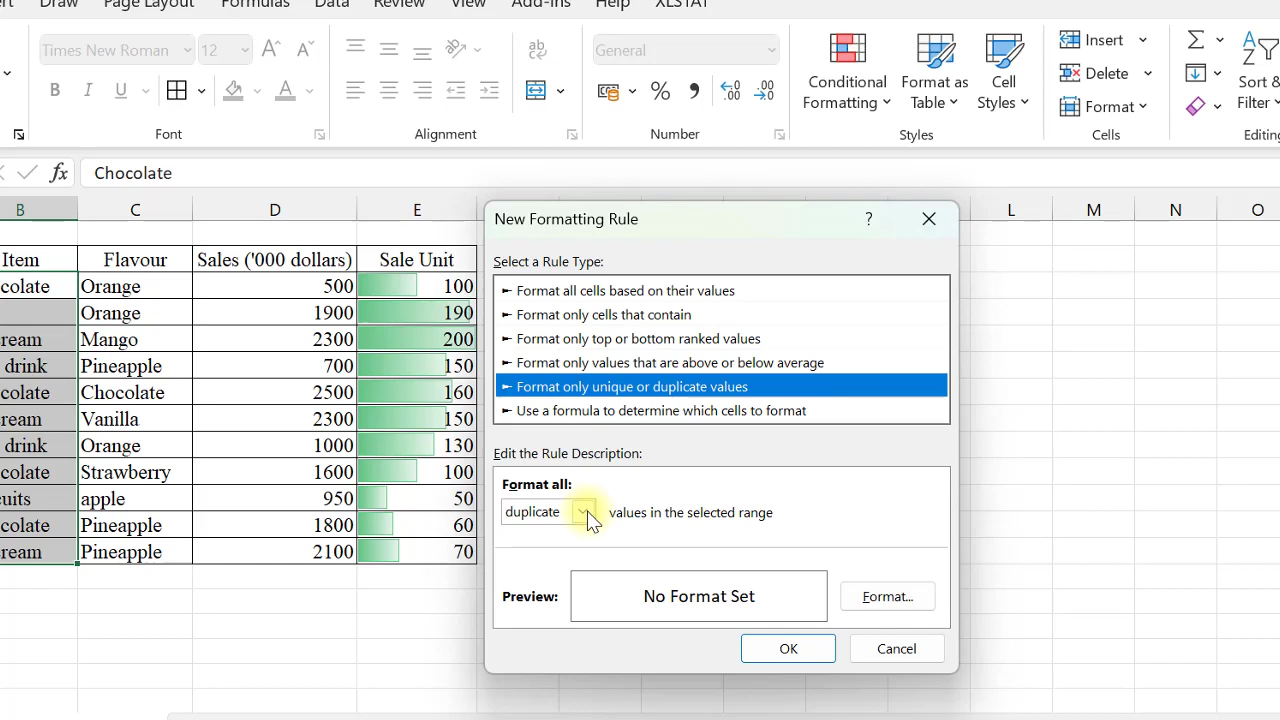 Draw Page Layout Formulas Data Review View Add-ins Help XLSTAT
Times New Roman 12 A A ab General
B I U A % , .00 .0
Conditional Formatting
Format as Table
Cell Styles
Insert
Delete
Format
Sort & Filter
Font Alignment Number Styles Cells Editing
fx Chocolate
B C D E L M N O
Item Flavour Sales ('000 dollars) Sale Unit
colate Orange 500 100
Orange 1900 190
ream Mango 2300 200
drink Pineapple 700 150
colate Chocolate 2500 160
ream Vanilla 2300 150
drink Orange 1000 130
colate Strawberry 1600 100
uits apple 950 50
colate Pineapple 1800 60
ream Pineapple 2100 70
New Formatting Rule ?
Select a Rule Type:
► Format all cells based on their values
► Format only cells that contain
► Format only top or bottom ranked values
► Format only values that are above or below average
► Format only unique or duplicate values
► Use a formula to determine which cells to format
Edit the Rule Description:
Format all:
duplicate values in the selected range
Preview: No Format Set Format...
OK Cancel